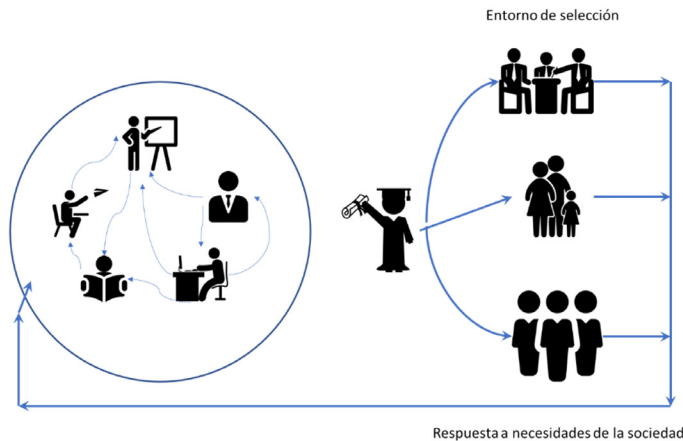 Entorno de selección
Respuesta a necesidades de la sociedad